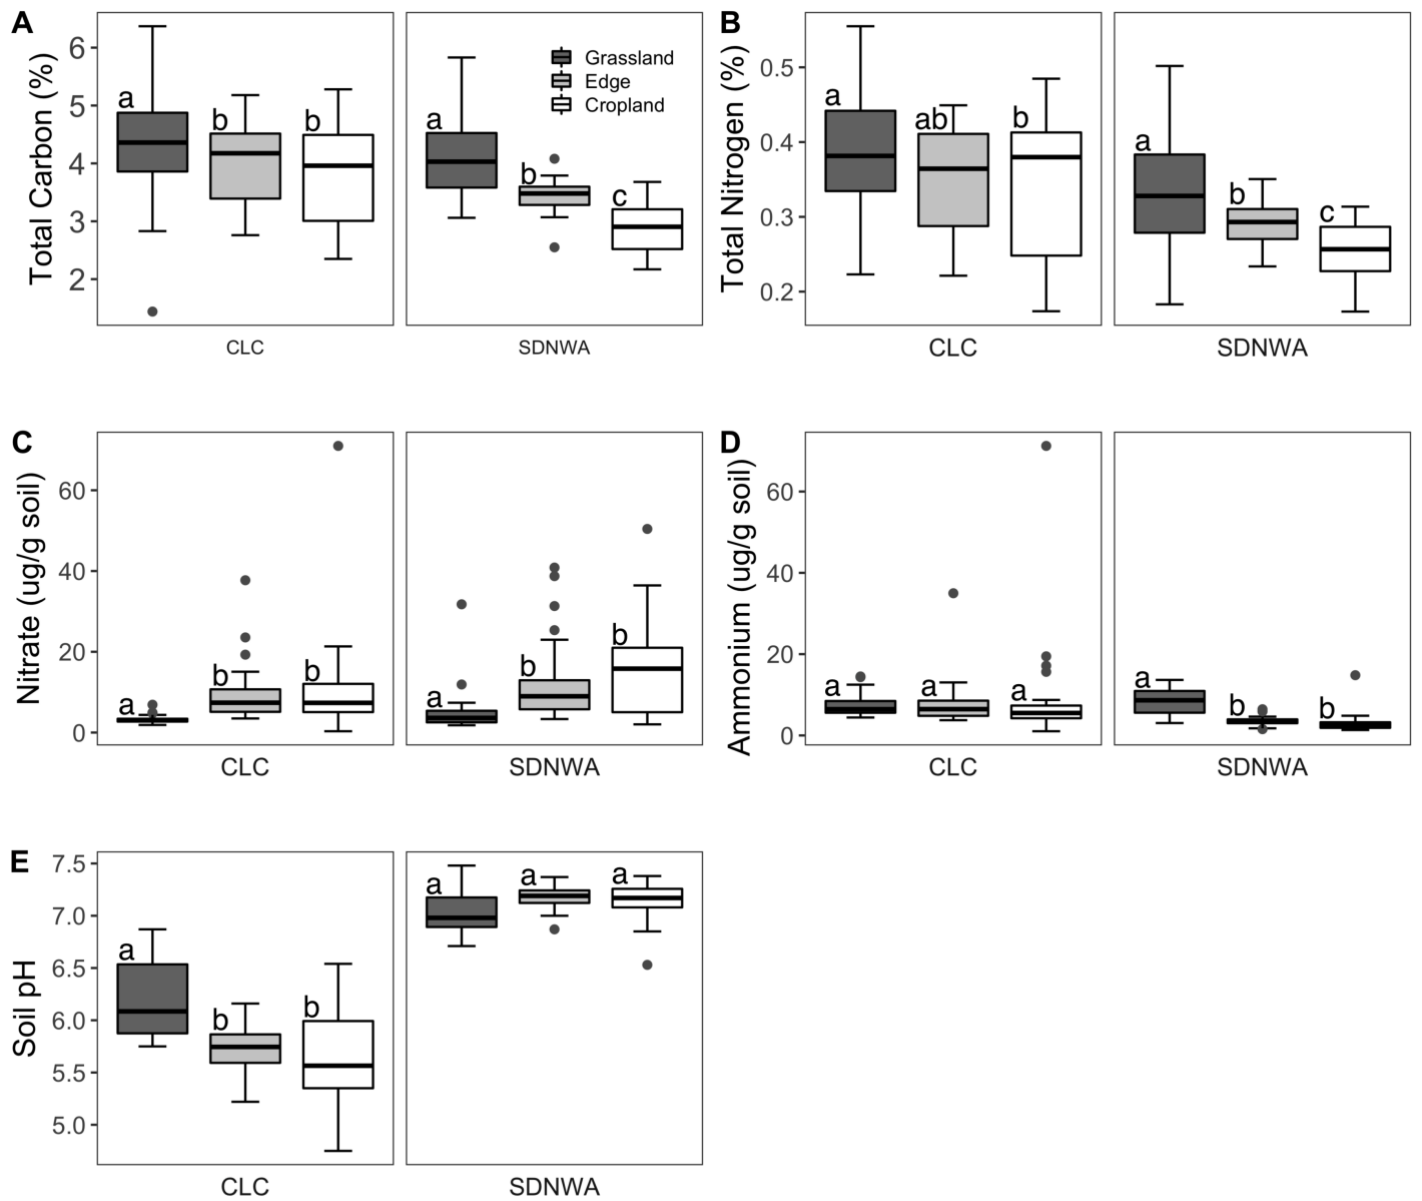 A
B
Total Carbon (%)
6
5
4
3
2
a
b
b
a
b
c
Grassland
Edge
Cropland
CLC
SDNWA
Total Nitrogen (%)
0.5
0.4
0.3
0.2
a
ab
b
a
b
c
CLC
SDNWA
C
D
Nitrate (ug/g soil)
60
40
20
0
a
b
b
a
b
b
CLC
SDNWA
Ammonium (ug/g soil)
60
40
20
0
a
a
a
a
b
b
CLC
SDNWA
E
Soil pH
7.5
7.0
6.5
6.0
5.5
5.0
a
b
b
a
a
a
CLC
SDNWA